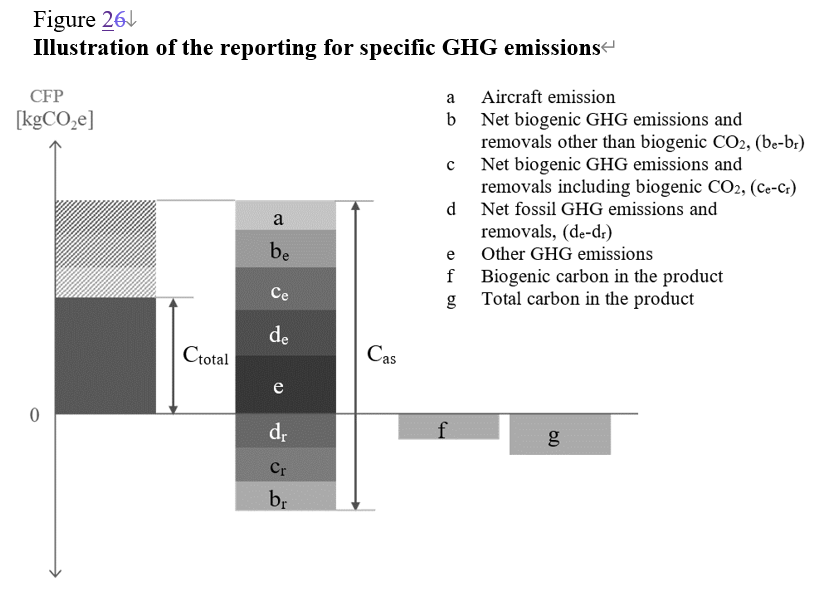 Figure 26↓
Illustration of the reporting for specific GHG emissions↵
CFP
[kgCO₂e]
a Aircraft emission
b Net biogenic GHG emissions and
removals other than biogenic CO₂, (bₑ-bᵣ)
c Net biogenic GHG emissions and
removals including biogenic CO₂, (cₑ-cᵣ)
d Net fossil GHG emissions and
removals, (dₑ-dᵣ)
e Other GHG emissions
f Biogenic carbon in the product
g Total carbon in the product
a
bₑ
cₑ
dₑ
Ctotal
Cas
e
0
dᵣ
f
g
cᵣ
bᵣ